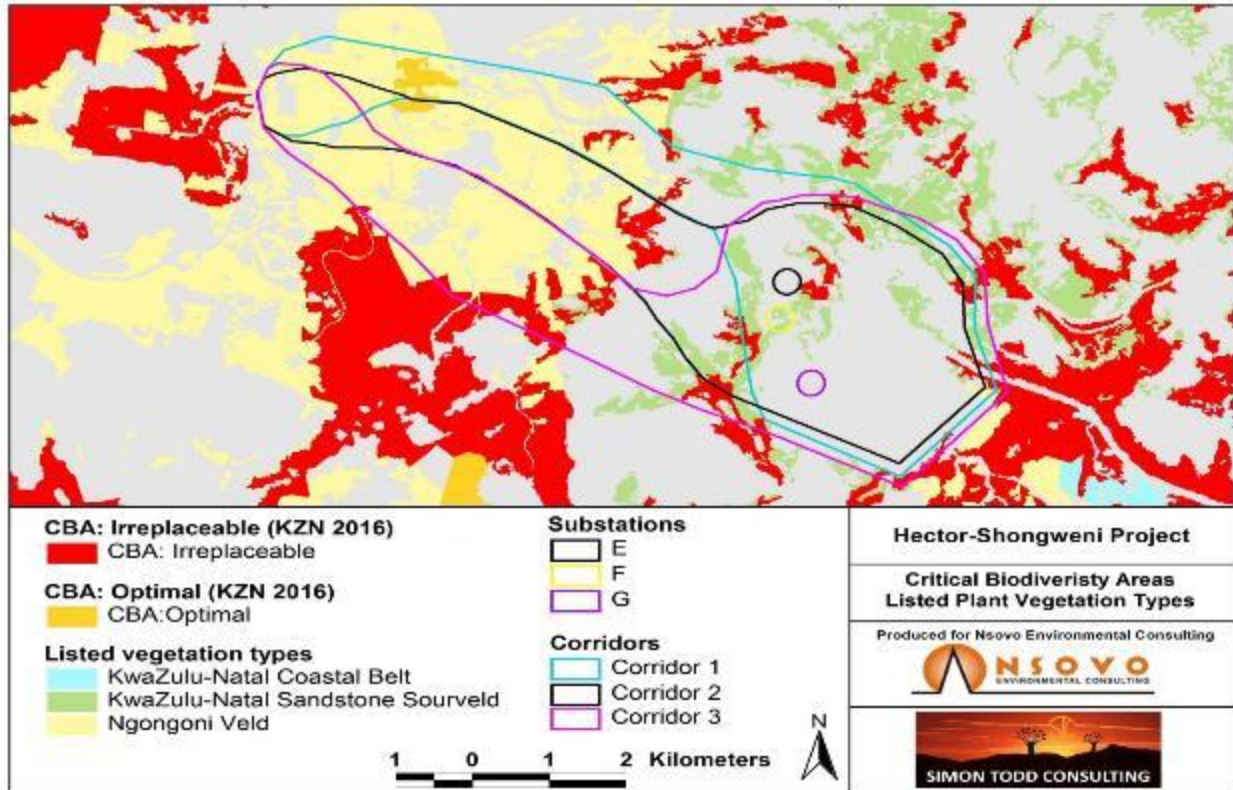 CBA: Irreplaceable (KZN 2016)
CBA: Irreplaceable
CBA: Optimal (KZN 2016)
CBA:Optimal
Listed vegetation types
KwaZulu-Natal Coastal Belt
KwaZulu-Natal Sandstone Sourveld
Ngongoni Veld
Substations
E
F
G
Corridors
Corridor 1
Corridor 2
Corridor 3
1 0 1 2 Kilometers
N
Hector-Shongweni Project
Critical Biodiveristy Areas
Listed Plant Vegetation Types
Produced for Nsovo Environmental Consulting
NSOVO
ENVIRONMENTAL CONSULTING
SIMON TODD CONSULTING